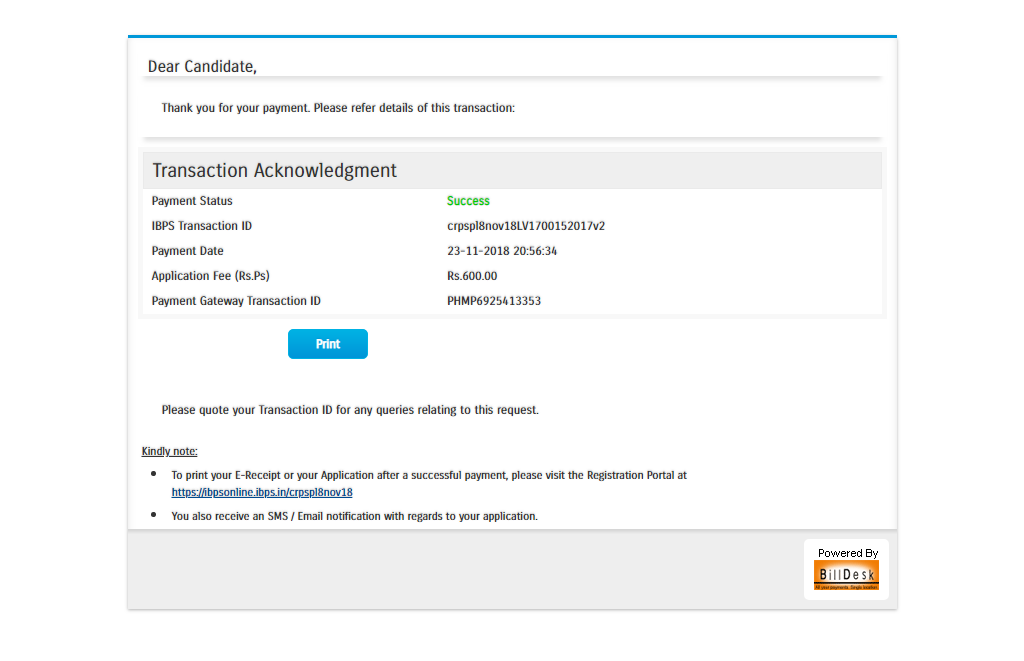 Dear Candidate,
Thank you for your payment. Please refer details of this transaction:
Transaction Acknowledgment
Payment Status Success
IBPS Transaction ID crpspl8nov18LV1700152017v2
Payment Date 23-11-2018 20:56:34
Application Fee (Rs.Ps) Rs.600.00
Payment Gateway Transaction ID PHMP6925413353
Print
Please quote your Transaction ID for any queries relating to this request.
Kindly note:
To print your E-Receipt or your Application after a successful payment, please visit the Registration Portal at
https://ibpsonline.ibps.in/crpspl8nov18
You also receive an SMS / Email notification with regards to your application.
Powered By
BillDesk